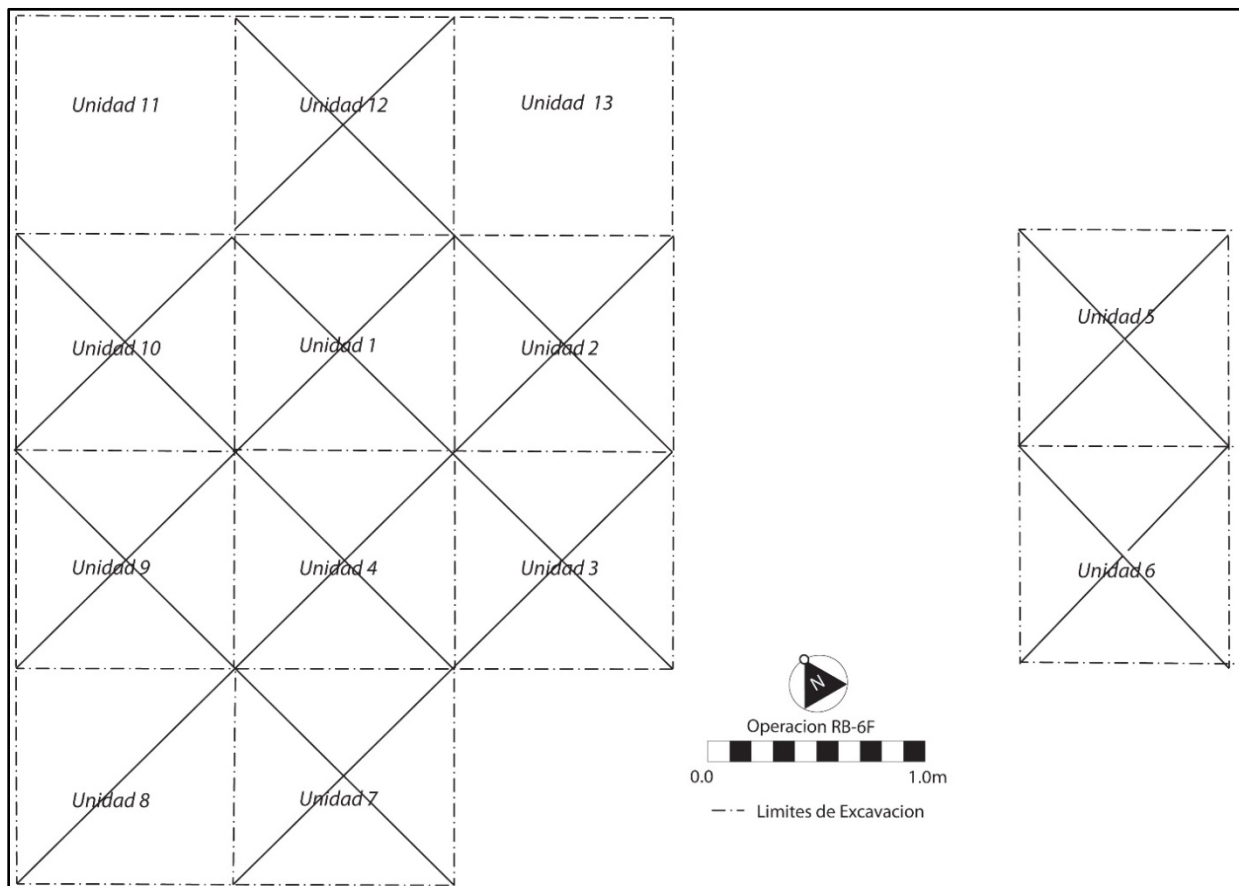 Unidad 11
Unidad 12
Unidad 13
Unidad 10
Unidad 1
Unidad 2
Unidad 5
Unidad 9
Unidad 4
Unidad 3
Unidad 6
N
Operacion RB-6F
0.0 1.0m
Limites de Excavacion
Unidad 8
Unidad 7